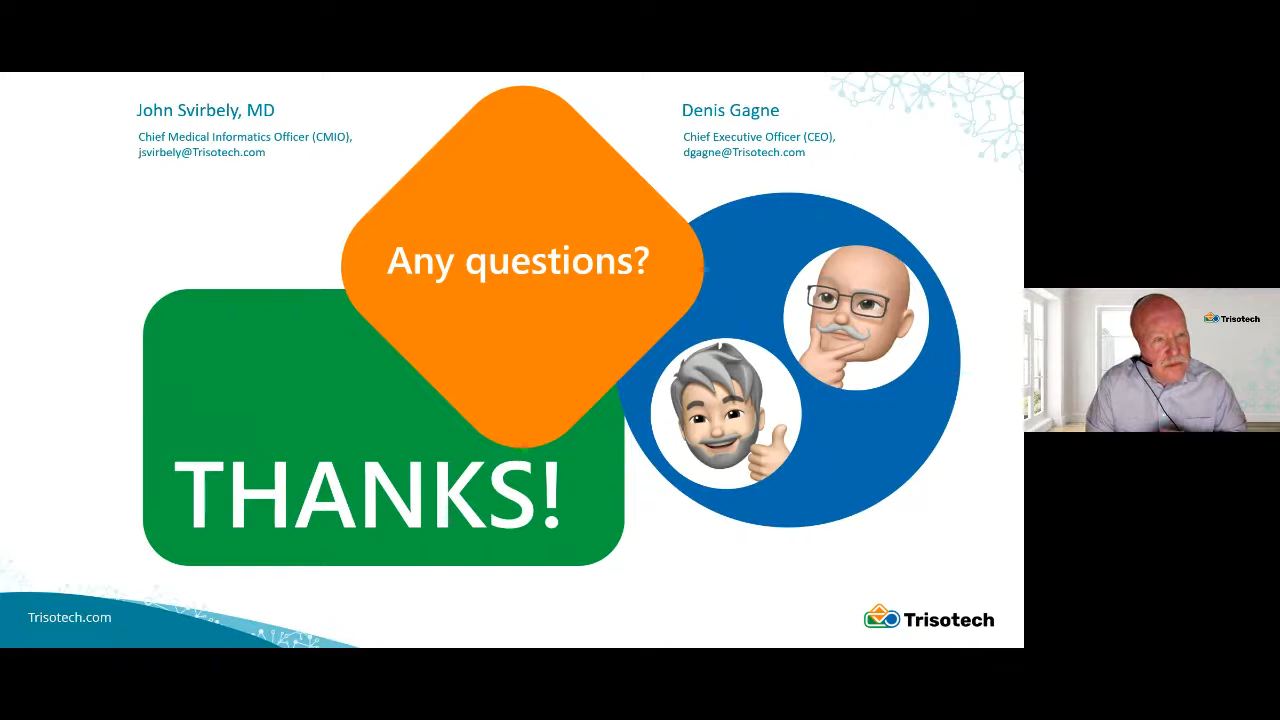 John Svirbely, MD
Chief Medical Informatics Officer (CMIO),
jsvirbely@Trisotech.com
Denis Gagne
Chief Executive Officer (CEO),
dgagne@Trisotech.com
Any questions?
THANKS!
Trisotech
Trisotech.com
Trisotech